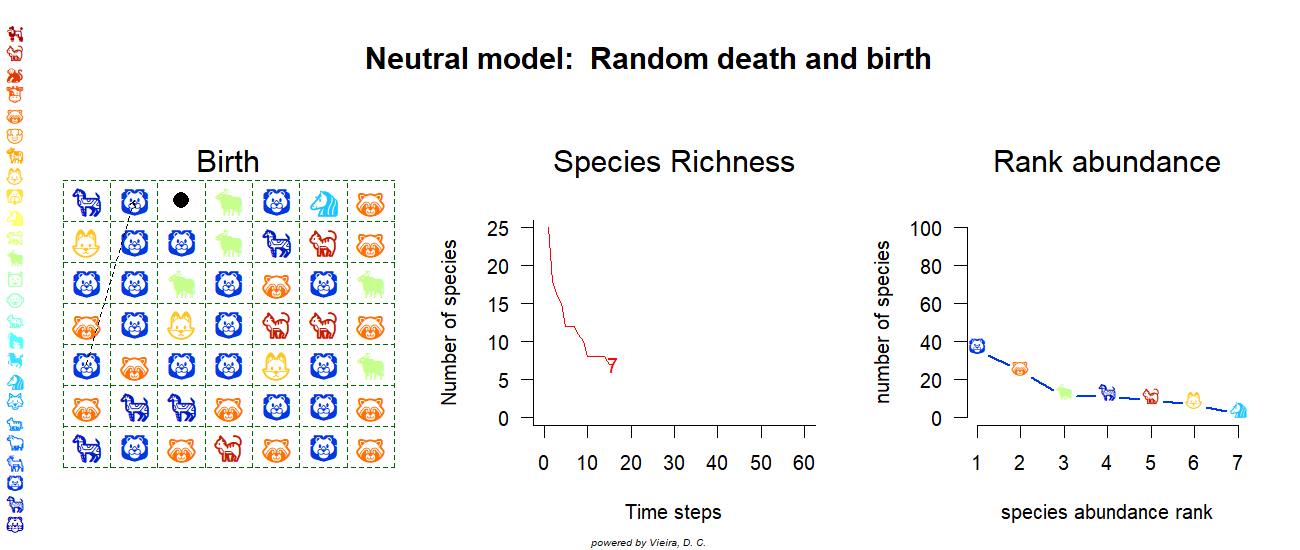 Neutral model:  Random death and birth
Birth
Species Richness
Number of species
25
20
15
10
5
0
7
0 10 20 30 40 50 60
Time steps
Rank abundance
number of species
100
80
60
40
20
0
1 2 3 4 5 6 7
species abundance rank
powered by Vieira, D. C.